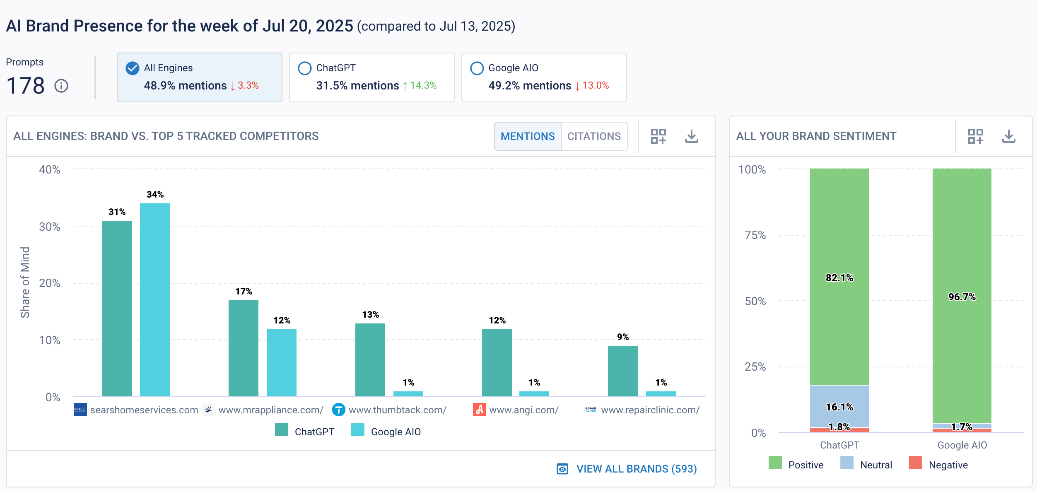 AI Brand Presence for the week of Jul 20, 2025 (compared to Jul 13, 2025)
Prompts
178
All Engines
48.9% mentions ↓ 3.3%
ChatGPT
31.5% mentions ↑ 14.3%
Google AIO
49.2% mentions ↓ 13.0%
ALL ENGINES: BRAND VS. TOP 5 TRACKED COMPETITORS
MENTIONS
CITATIONS
Share of Mind
40%
30%
20%
10%
0%
31%
34%
17%
12%
13%
1%
12%
1%
9%
1%
searshomeservices.com
www.mrappliance.com/
www.thumbtack.com/
www.angi.com/
www.repairclinic.com/
ChatGPT
Google AIO
VIEW ALL BRANDS (593)
ALL YOUR BRAND SENTIMENT
100%
75%
50%
25%
0%
82.1%
16.1%
1.8%
96.7%
1.7%
ChatGPT
Google AIO
Positive
Neutral
Negative